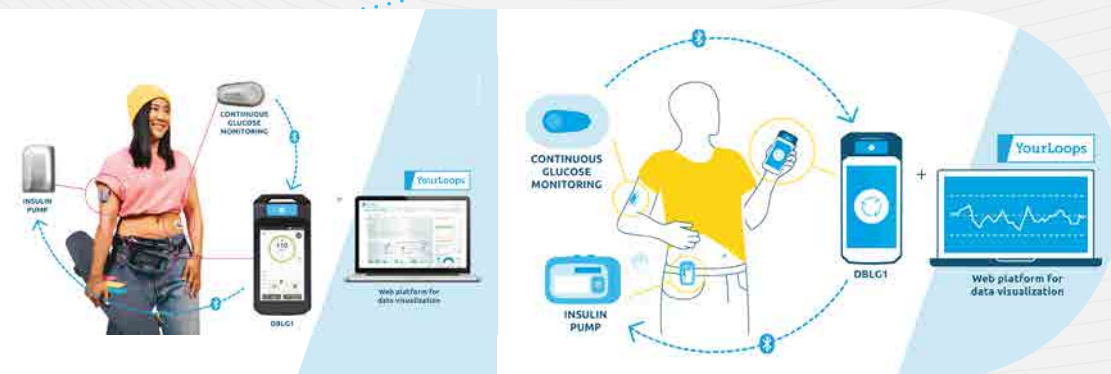 CONTINUOUS
GLUCOSE
MONITORING
INSULIN
PUMP
110
DBLG1
YourLoops
Web platform for
data visualization
CONTINUOUS
GLUCOSE
MONITORING
INSULIN
PUMP
DBLG1
+
YourLoops
Web platform for
data visualization